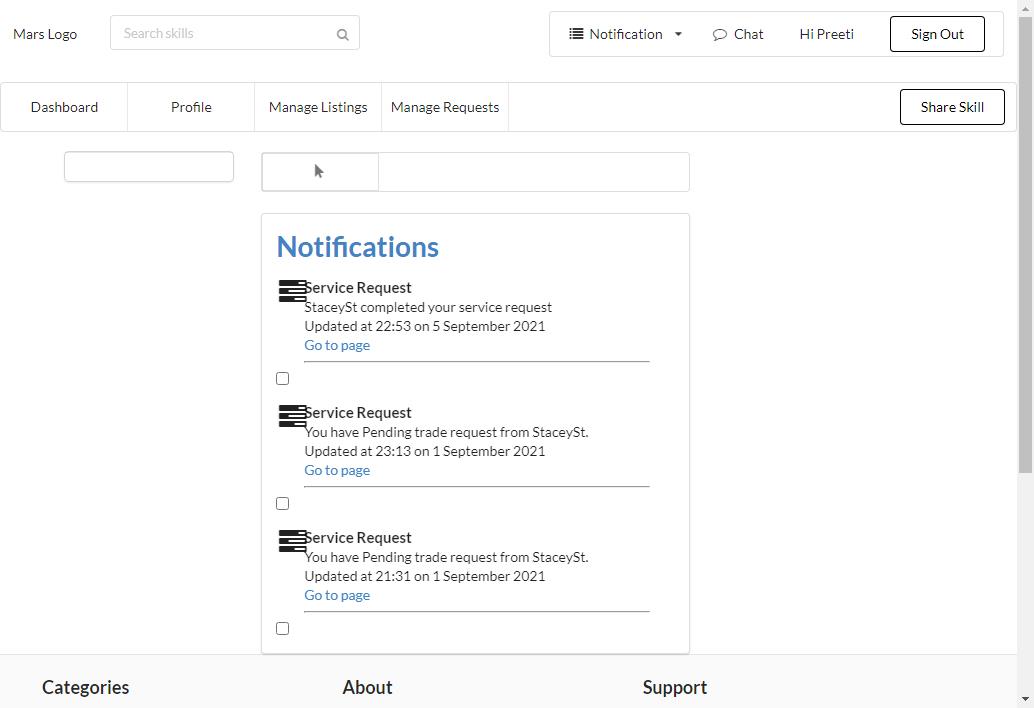 Mars Logo
Search skills
Notification
Chat
Hi Preeti
Sign Out
Dashboard
Profile
Manage Listings
Manage Requests
Share Skill
Notifications
Service Request
StaceySt completed your service request
Updated at 22:53 on 5 September 2021
Go to page
Service Request
You have Pending trade request from StaceySt.
Updated at 23:13 on 1 September 2021
Go to page
Service Request
You have Pending trade request from StaceySt.
Updated at 21:31 on 1 September 2021
Go to page
Categories
About
Support